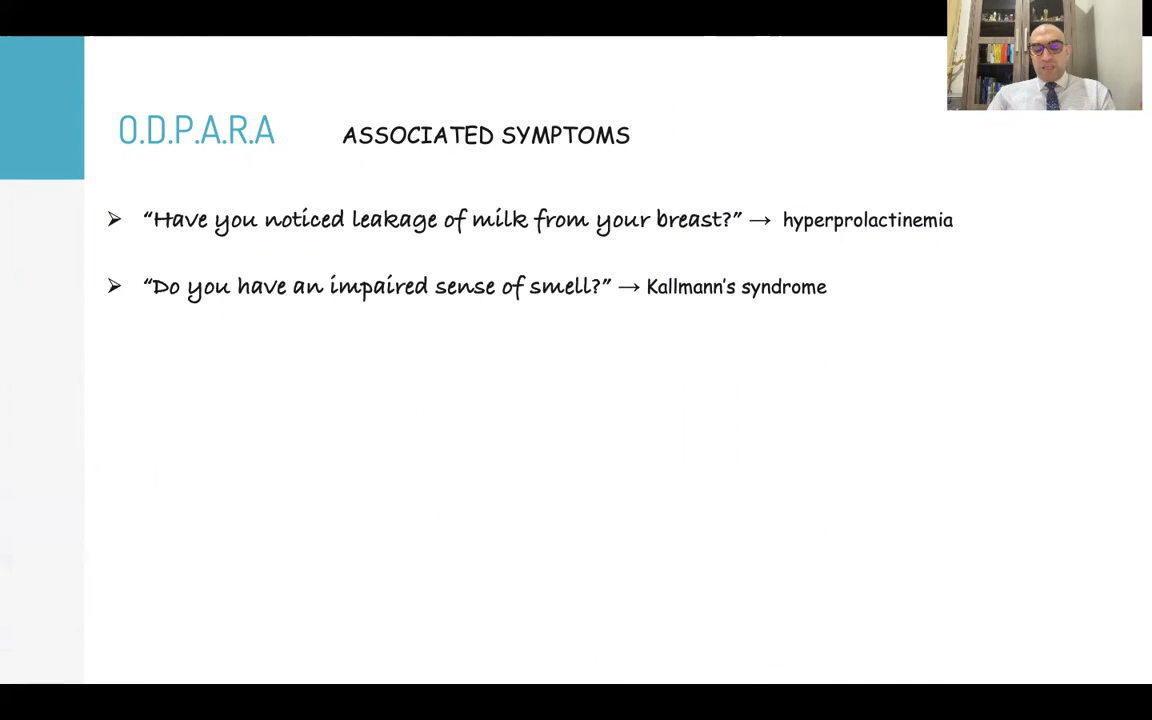 O.D.P.A.R.A
ASSOCIATED SYMPTOMS
➢ “Have you noticed leakage of milk from your breast?” → hyperprolactinemia
➢ “Do you have an impaired sense of smell?” → Kallmann’s syndrome